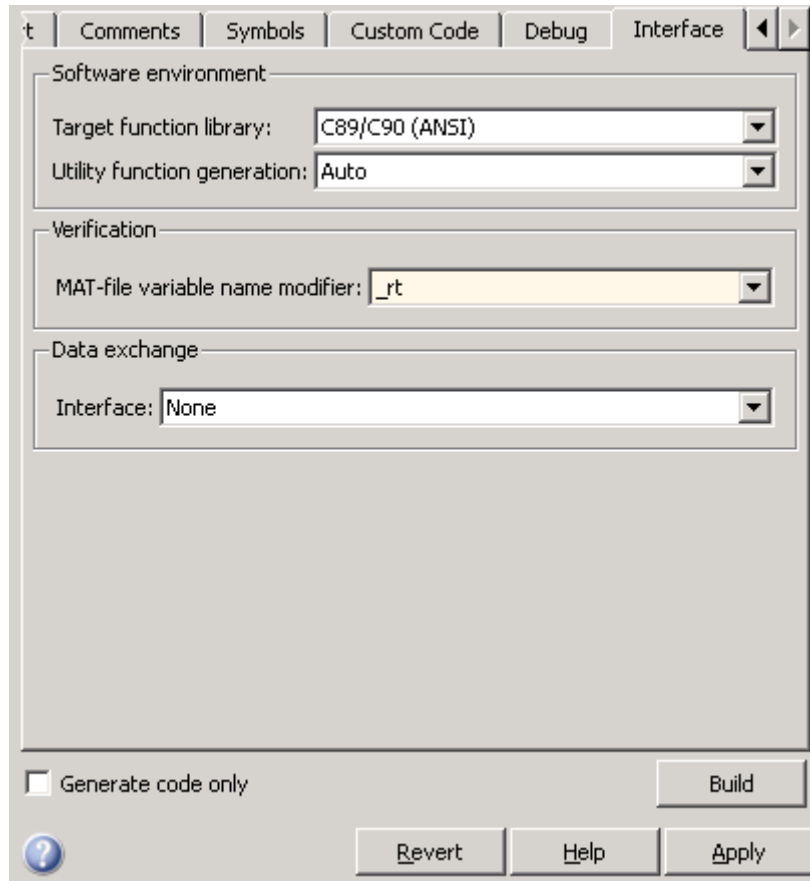 t Comments Symbols Custom Code Debug Interface
Software environment
Target function library: C89/C90 (ANSI)
Utility function generation: Auto
Verification
MAT-file variable name modifier: _rt
Data exchange
Interface: None
Generate code only Build
? Revert Help Apply